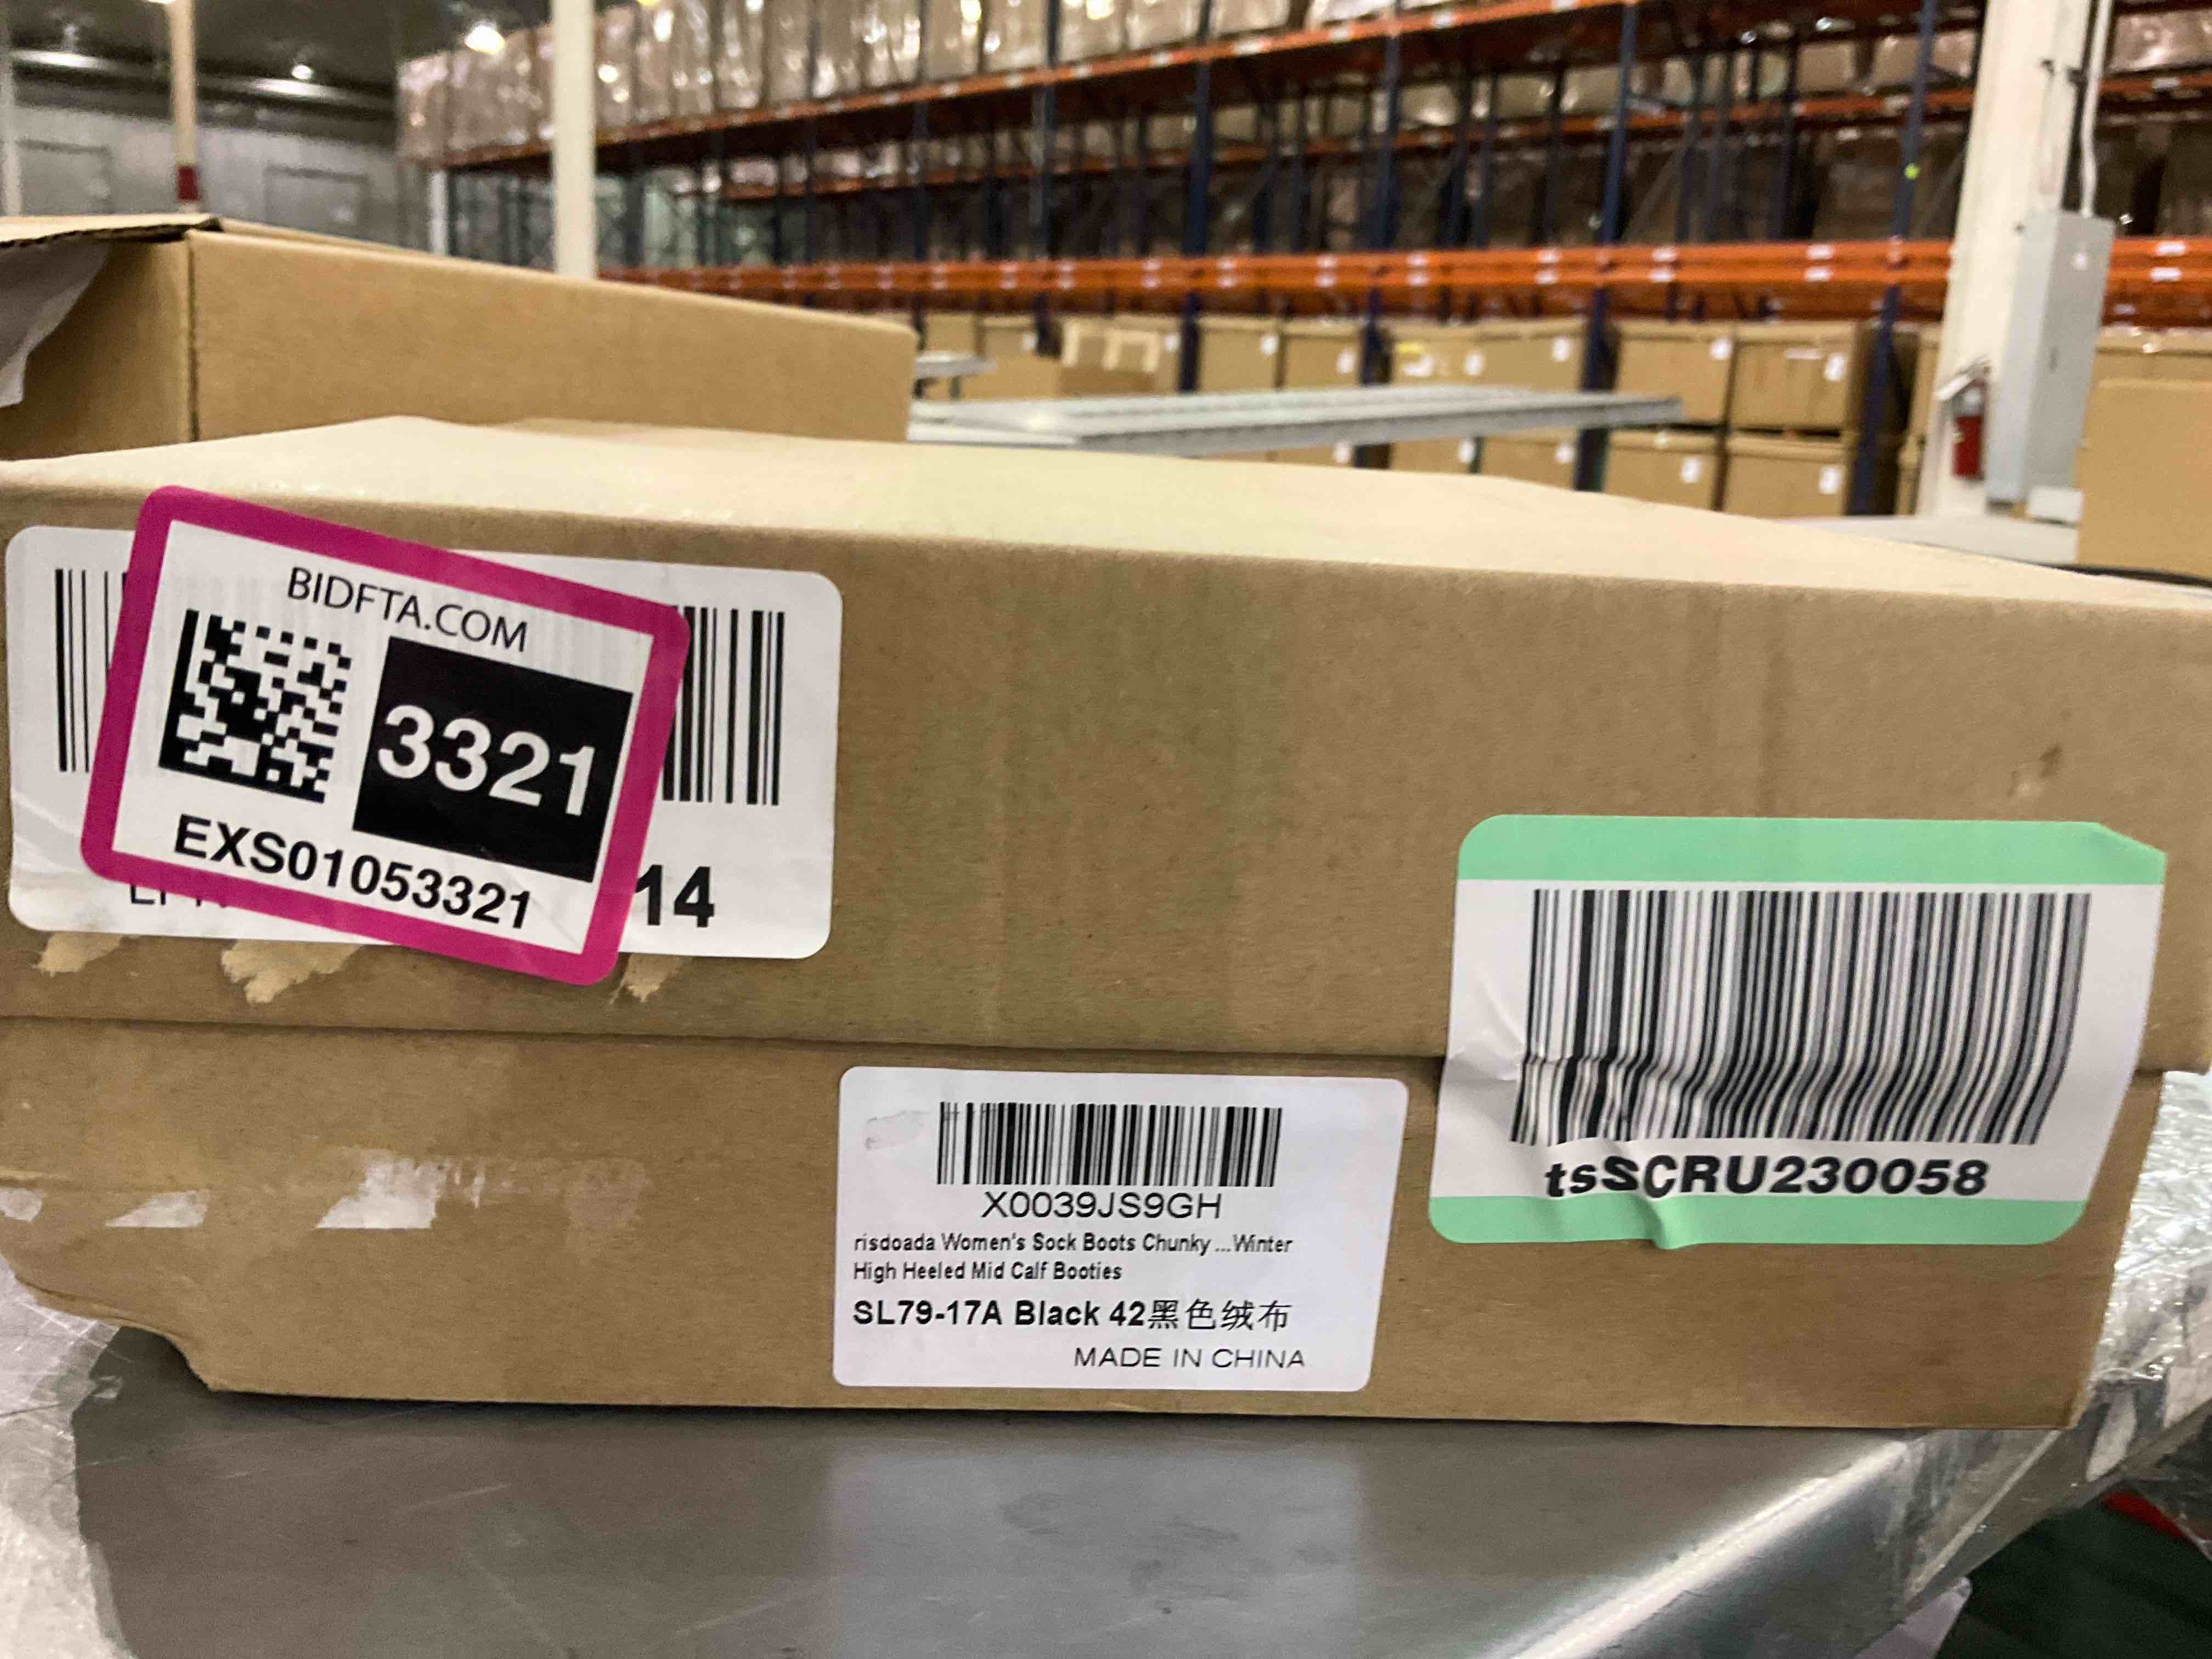 BIDFTA.COM
3321
EXS01053321
14
tsSCRU230058
X0039JS9GH
risdoada Women's Sock Boots Chunky ...Winter
High Heeled Mid Calf Booties
SL79-17A Black 42黑色绒布
MADE IN CHINA